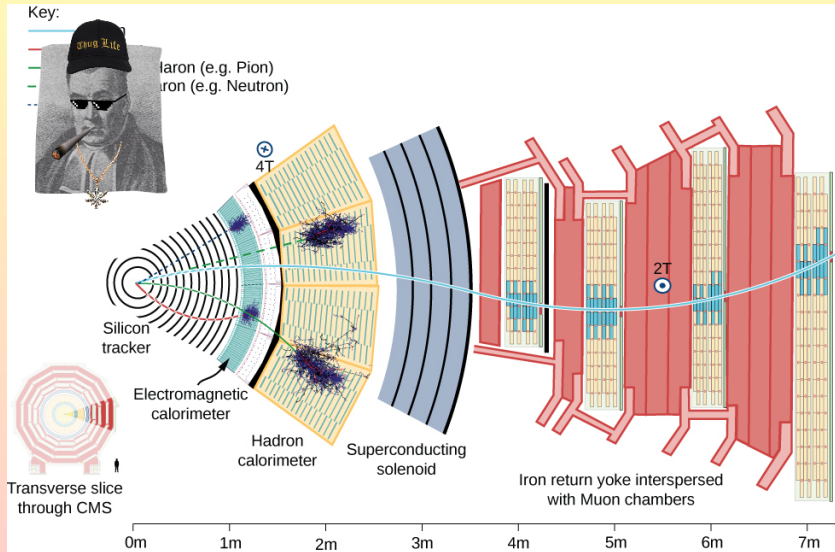 Key:
Thug Life
Haron (e.g. Pion)
aron (e.g. Neutron)
4T
2T
Silicon
tracker
Electromagnetic
calorimeter
Hadron
calorimeter
Superconducting
solenoid
Iron return yoke interspersed
with Muon chambers
Transverse slice
through CMS
0m 1m 2m 3m 4m 5m 6m 7m